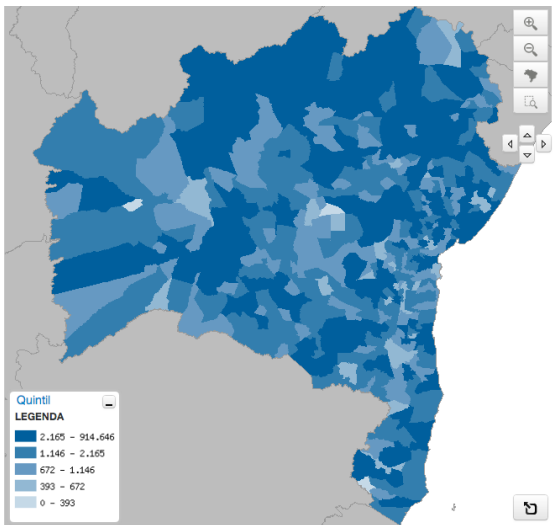 Quintil
LEGENDA
2.165 - 914.646
1.146 - 2.165
672 - 1.146
393 - 672
0 - 393